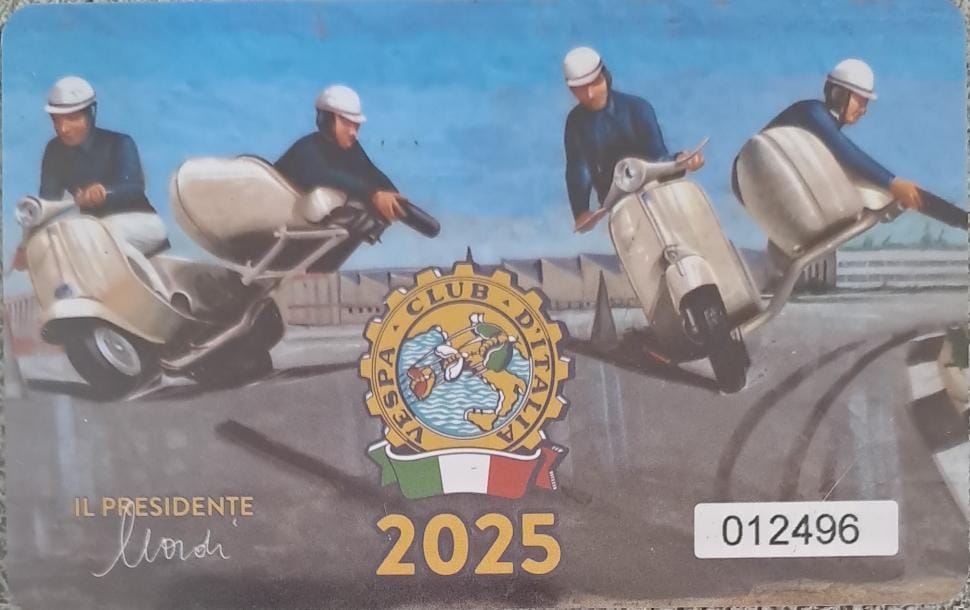 VESPA CLUB D'ITALIA
IL PRESIDENTE
2025
012496